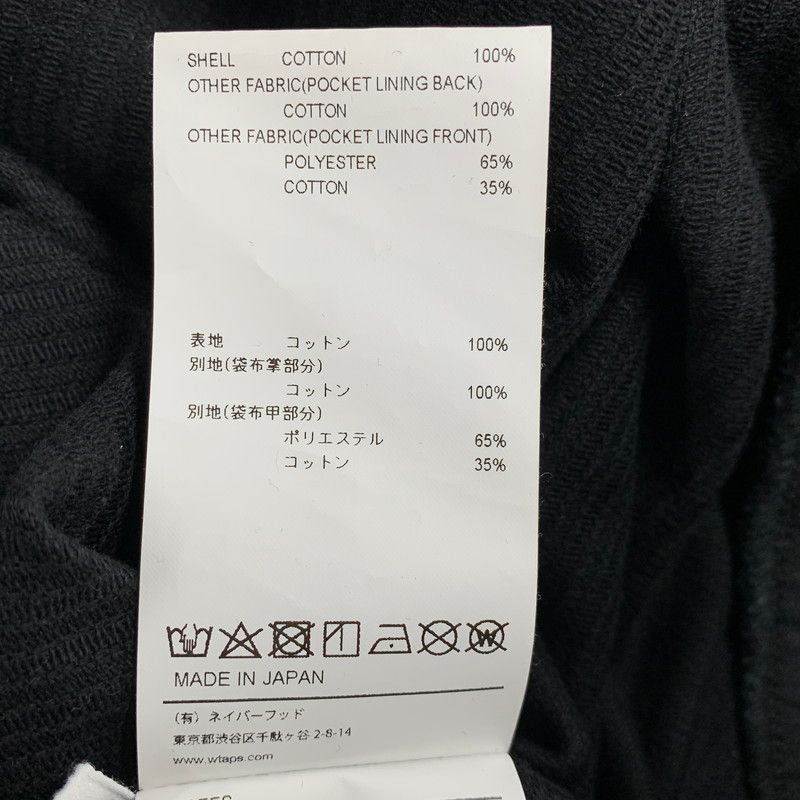 SHELL COTTON 100%
OTHER FABRIC(POCKET LINING BACK)
COTTON 100%
OTHER FABRIC(POCKET LINING FRONT)
POLYESTER 65%
COTTON 35%
表地 コットン 100%
別地(袋布掌部分)
コットン 100%
別地(袋布甲部分)
ポリエステル 65%
コットン 35%
W
MADE IN JAPAN
(有) ネイバーフッド
東京都渋谷区千駄ヶ谷 2-8-14
www.wtaps.com